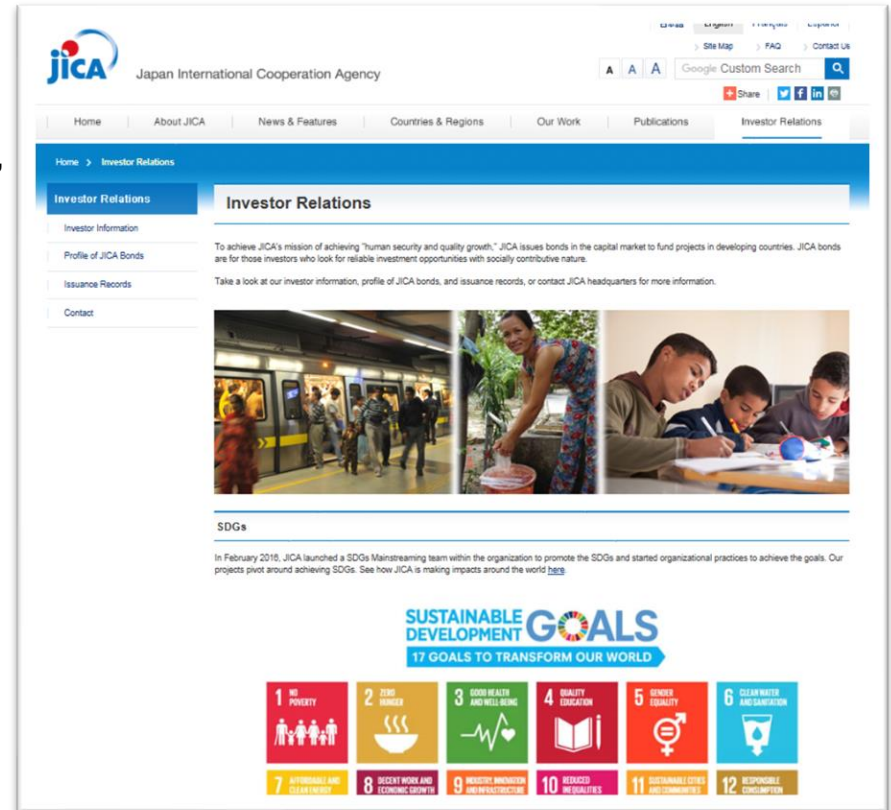 English Français Español
> Site Map > FAQ > Contact Us
jica
Japan International Cooperation Agency
A A A Google Custom Search
Share
Home About JICA News & Features Countries & Regions Our Work Publications Investor Relations
Home > Investor Relations
Investor Relations
Investor Information
Profile of JICA Bonds
Issuance Records
Contact
Investor Relations
To achieve JICA's mission of achieving "human security and quality growth," JICA issues bonds in the capital market to fund projects in developing countries. JICA bonds
are for those investors who look for reliable investment opportunities with socially contributive nature.
Take a look at our investor information, profile of JICA bonds, and issuance records, or contact JICA headquarters for more information.
SDGs
In February 2016, JICA launched a SDGs Mainstreaming team within the organization to promote the SDGs and started organizational practices to achieve the goals. Our
projects pivot around achieving SDGs. See how JICA is making impacts around the world here.
SUSTAINABLE
DEVELOPMENT GOALS
17 GOALS TO TRANSFORM OUR WORLD
1 NO
POVERTY
2 ZERO
HUNGER
3 GOOD HEALTH
AND WELL-BEING
4 QUALITY
EDUCATION
5 GENDER
EQUALITY
6 CLEAN WATER
AND SANITATION
7 AFFORDABLE AND
CLEAN ENERGY
8 DECENT WORK AND
ECONOMIC GROWTH
9 INDUSTRY, INNOVATION
AND INFRASTRUCTURE
10 REDUCED
INEQUALITIES
11 SUSTAINABLE CITIES
AND COMMUNITIES
12 RESPONSIBLE
CONSUMPTION